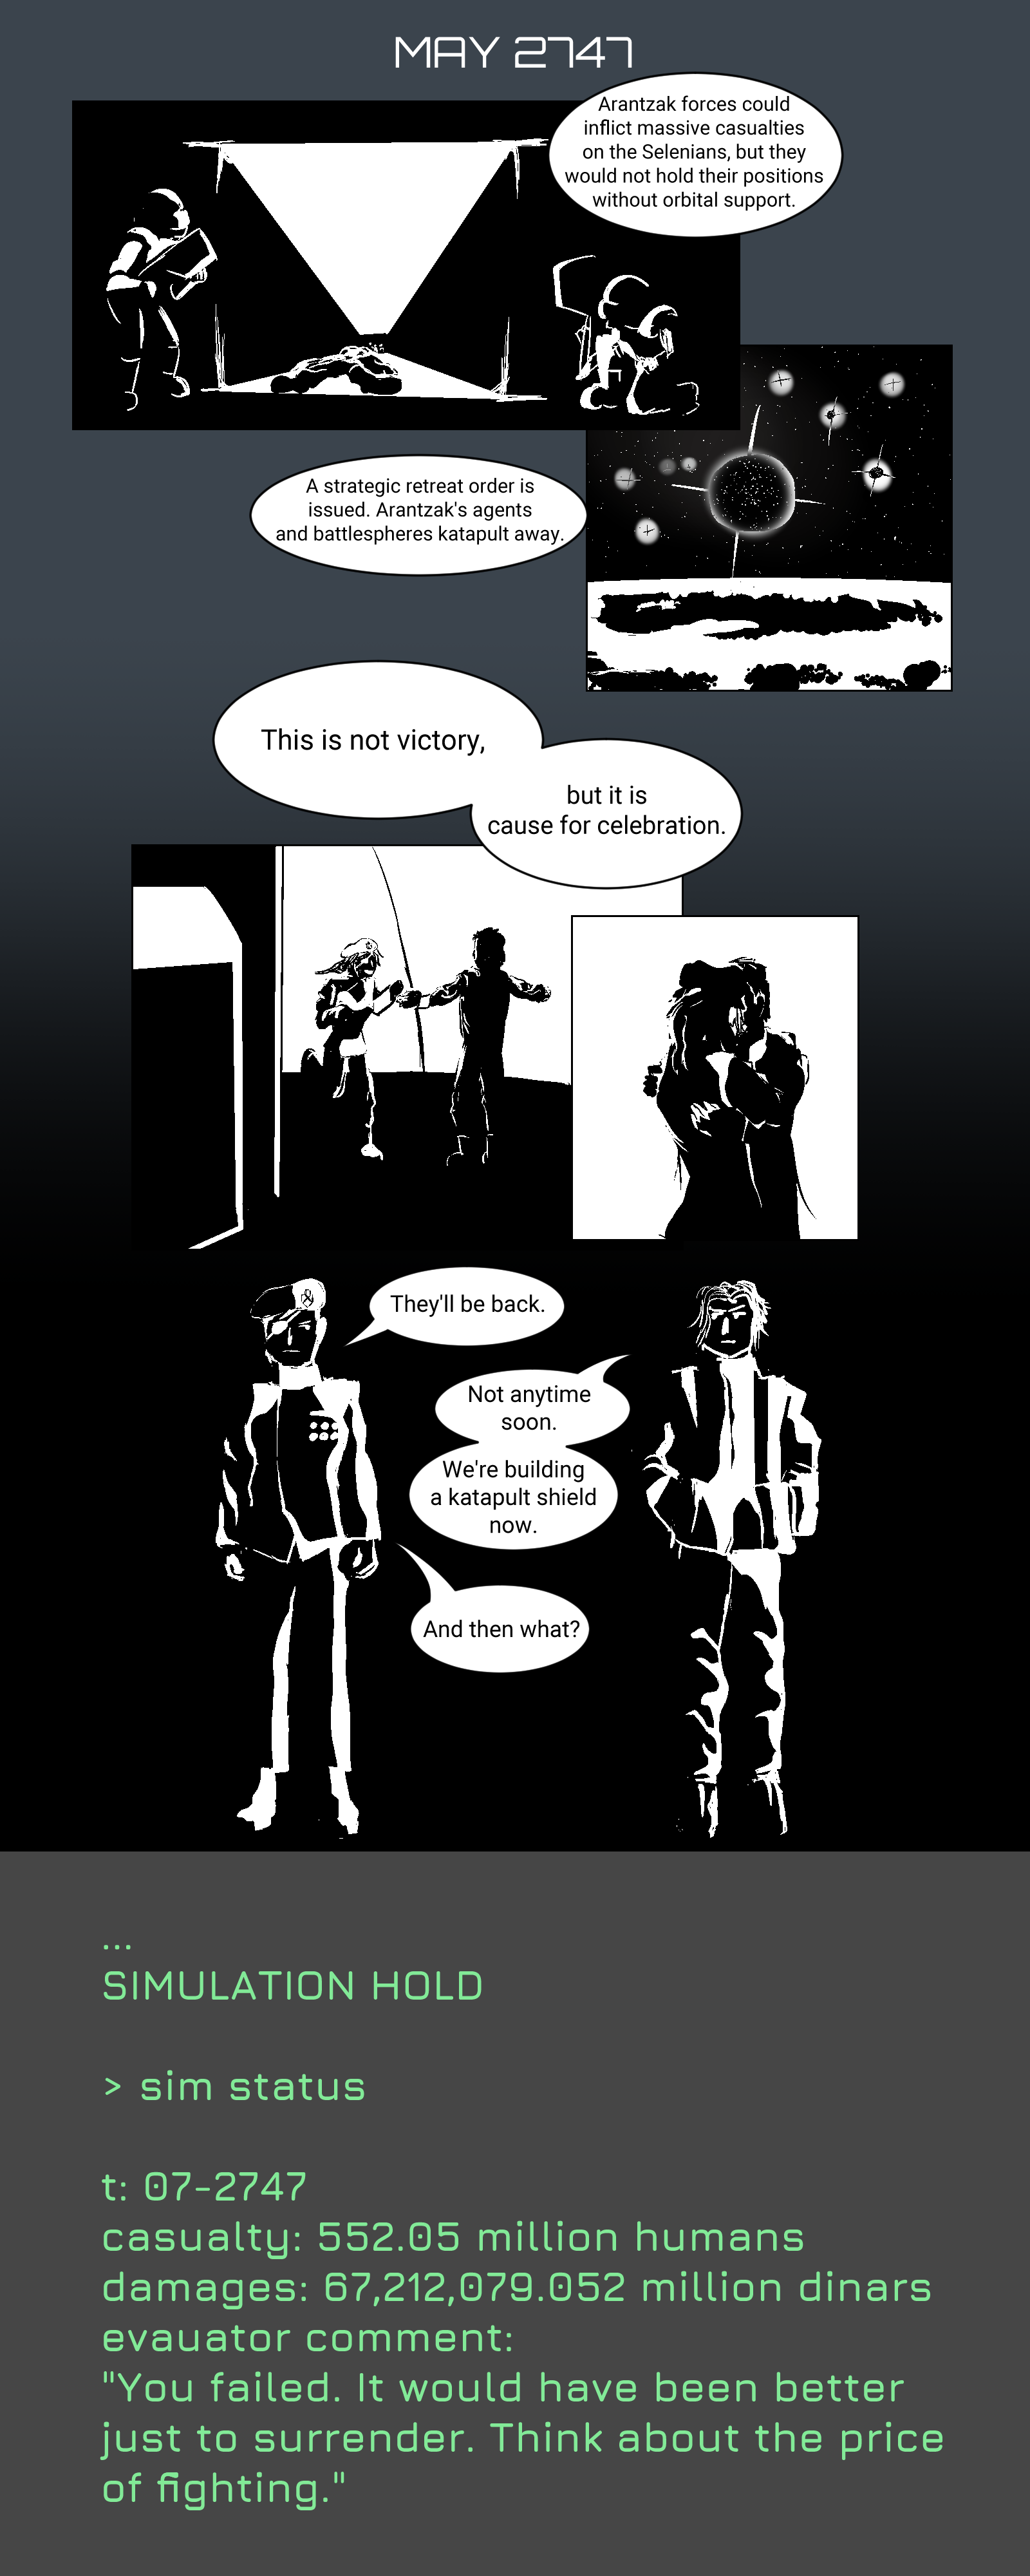 MAY 2747
Arantzak forces could
inflict massive casualties
on the Selenians, but they
would not hold their positions
without orbital support.
A strategic retreat order is
issued. Arantzak's agents
and battlespheres katapult away.
This is not victory,
but it is
cause for celebration.
They'll be back.
Not anytime
soon.
We're building
a katapult shield
now.
And then what?
...
SIMULATION HOLD
> sim status
t: 07-2747
casualty: 552.05 million humans
damages: 67,212,079.052 million dinars
evauator comment:
"You failed. It would have been better
just to surrender. Think about the price
of fighting."